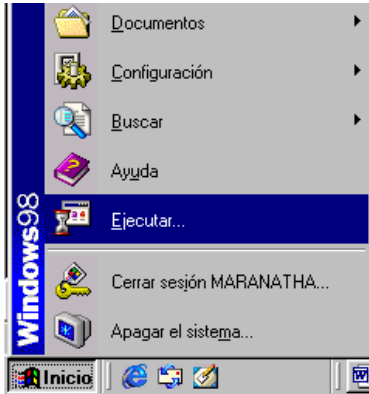 Documentos
Configuración
Buscar
Ayuda
Ejecutar...
Cerrar sesión MARANATHA...
Apagar el sistema...
Windows98
Inicio